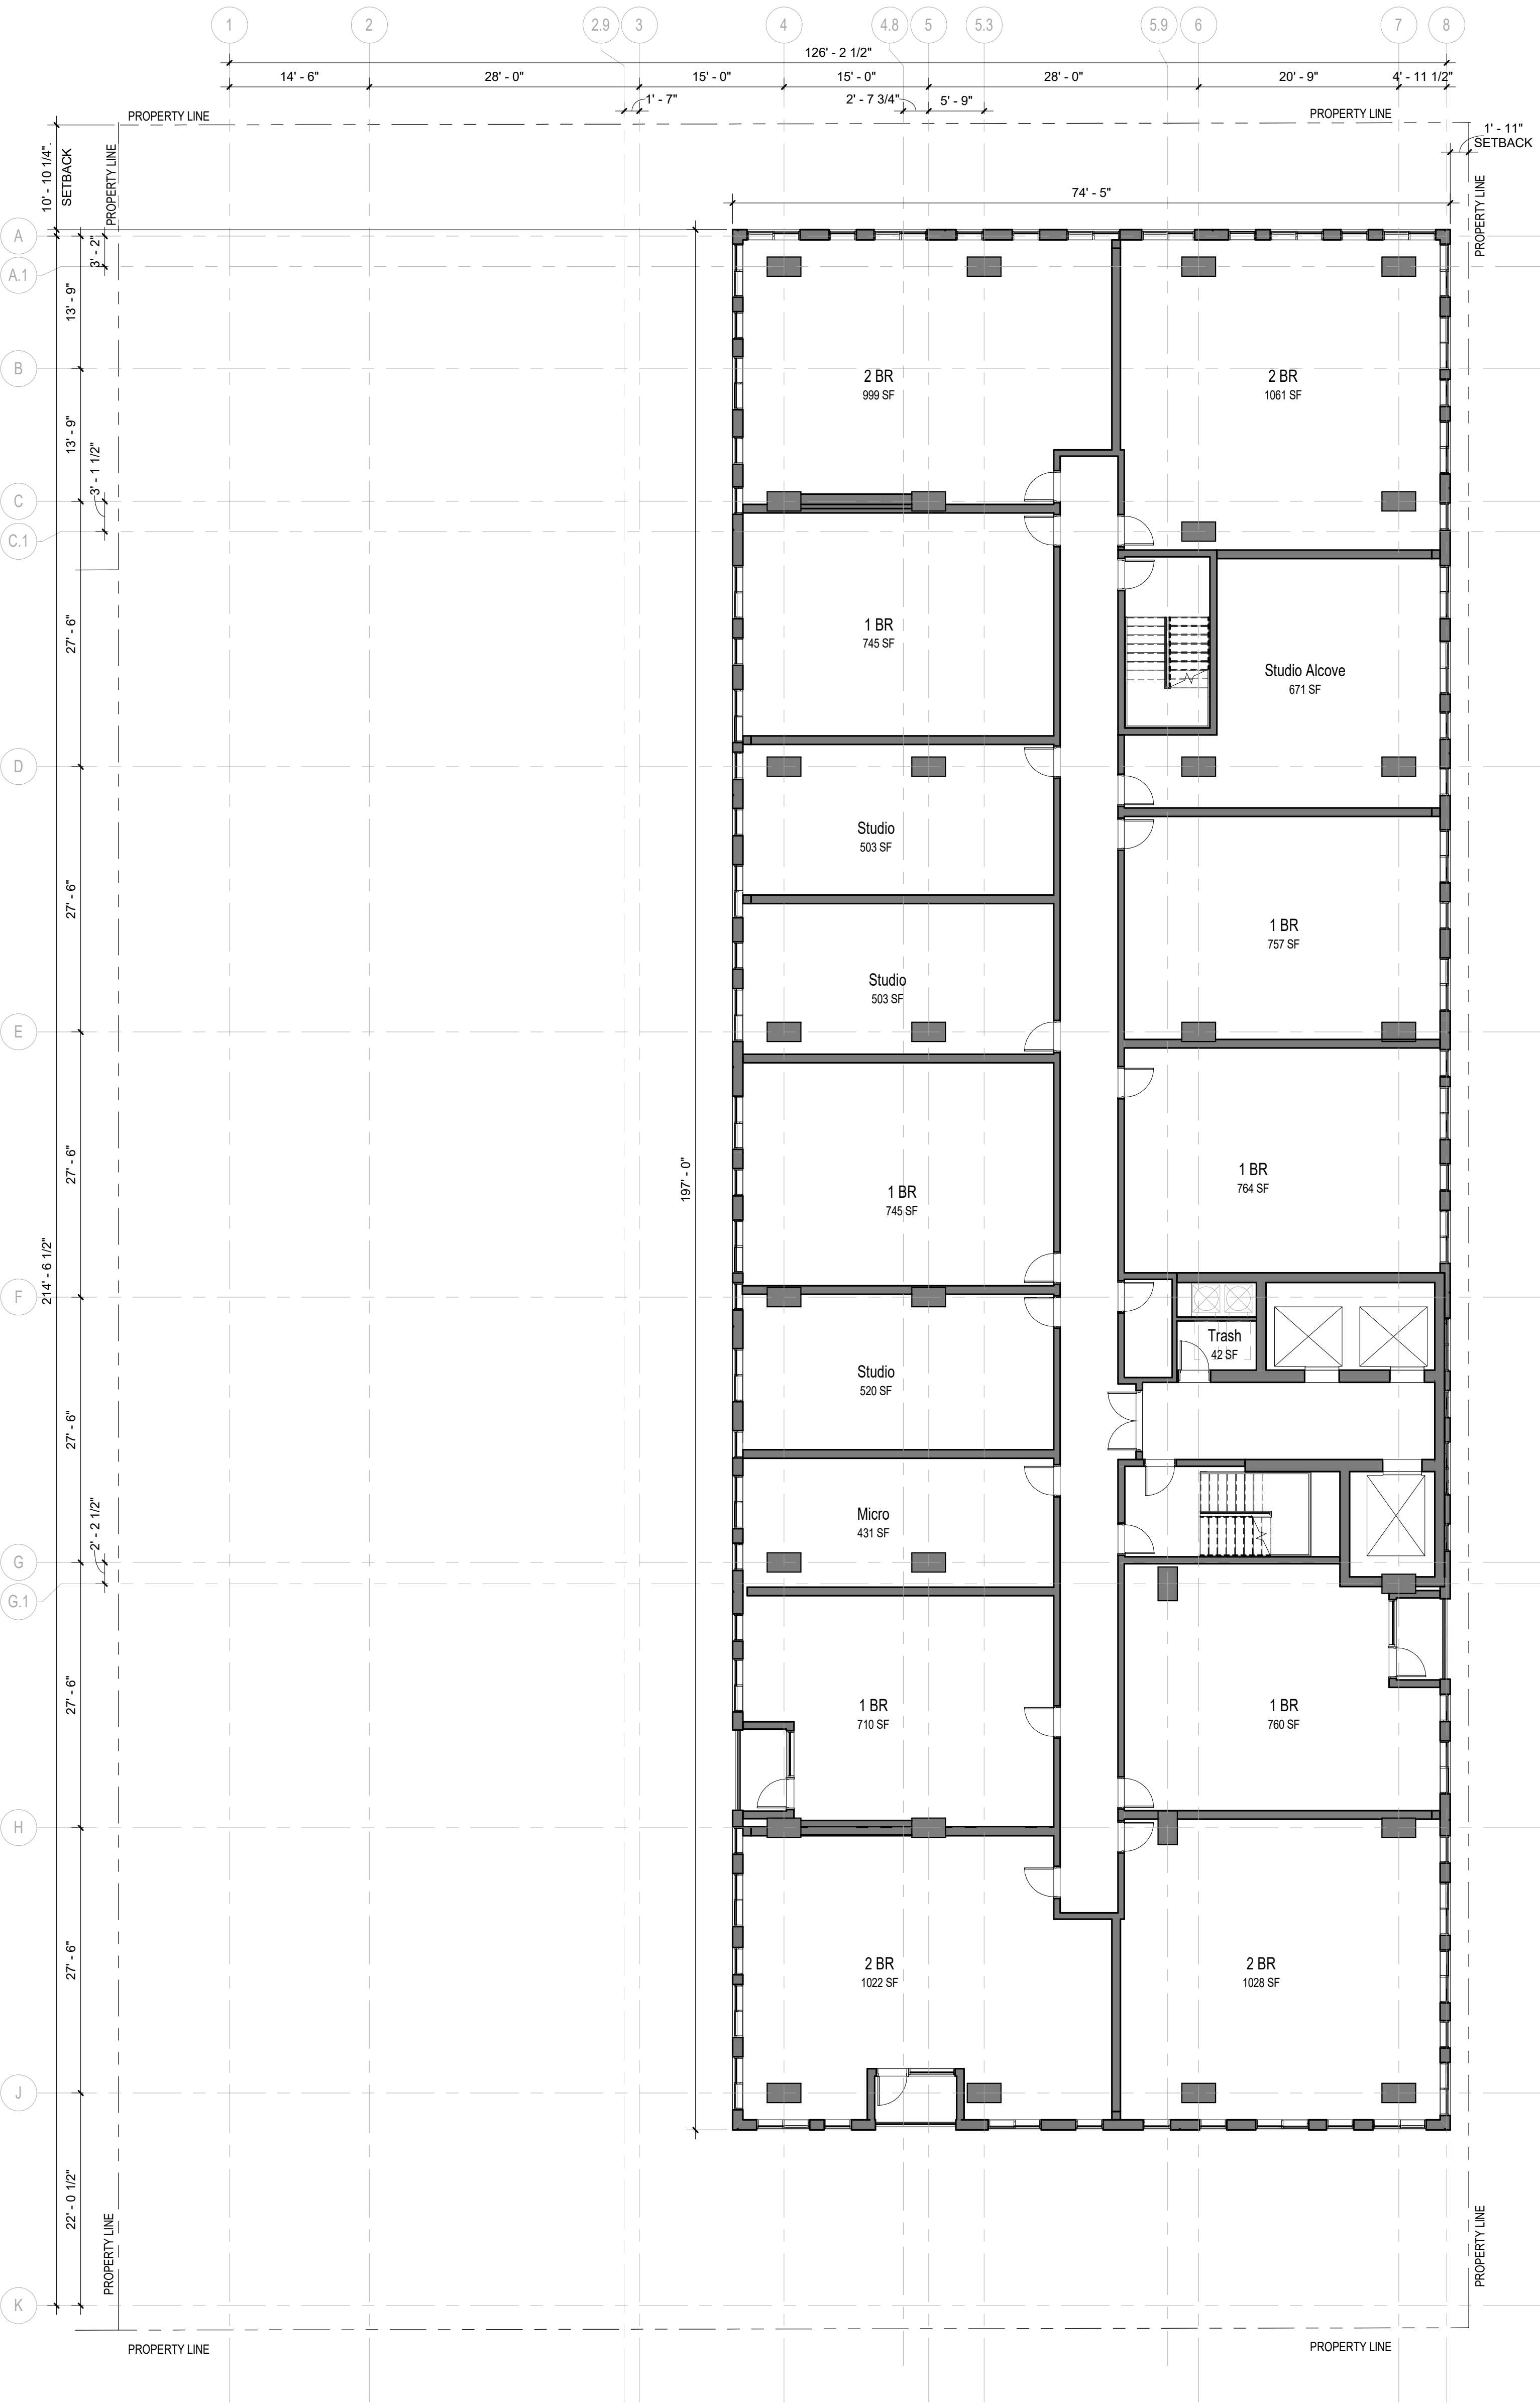 1
2
2.9
3
4
4.8
5
5.3
5.9
6
7
8
126' - 2 1/2"
14' - 6"
28' - 0"
15' - 0"
15' - 0"
28' - 0"
20' - 9"
4' - 11 1/2"
1' - 7"
2' - 7 3/4"
5' - 9"
PROPERTY LINE
PROPERTY LINE
1' - 11"
SETBACK
10' - 10 1/4".
SETBACK
PROPERTY LINE
PROPERTY LINE
74' - 5"
A
3' - 2"
A.1
13' - 9"
B
2 BR
999 SF
2 BR
1061 SF
13' - 9"
3' - 1 1/2"
C
C.1
27' - 6"
1 BR
745 SF
Studio Alcove
671 SF
D
Studio
503 SF
27' - 6"
1 BR
757 SF
Studio
503 SF
E
27' - 6"
197' - 0"
1 BR
745 SF
1 BR
764 SF
214' - 6 1/2"
F
Trash
42 SF
Studio
520 SF
27' - 6"
Micro
431 SF
2' - 2 1/2"
G
G.1
27' - 6"
1 BR
710 SF
1 BR
760 SF
H
27' - 6"
2 BR
1022 SF
2 BR
1028 SF
J
22' - 0 1/2"
PROPERTY LINE
PROPERTY LINE
K
PROPERTY LINE
PROPERTY LINE